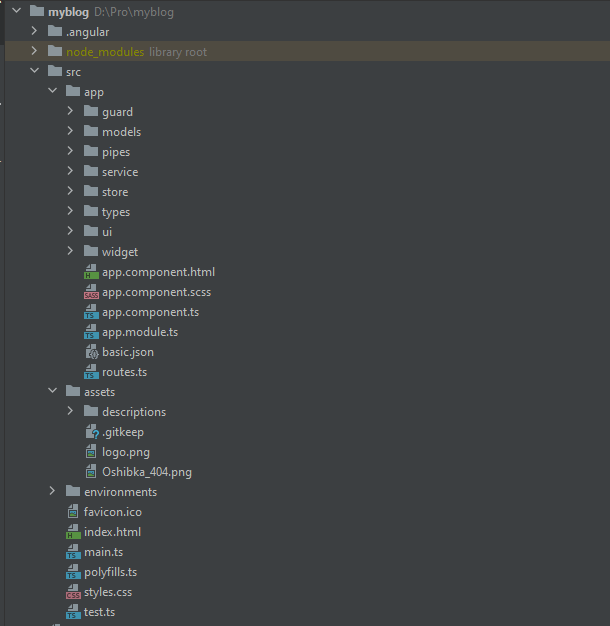 myblog D:\Pro\myblog
.angular
node_modules library root
src
app
guard
models
pipes
service
store
types
ui
widget
app.component.html
app.component.scss
app.component.ts
app.module.ts
basic.json
routes.ts
assets
descriptions
.gitkeep
logo.png
Oshibka_404.png
environments
favicon.ico
index.html
main.ts
polyfills.ts
styles.css
test.ts